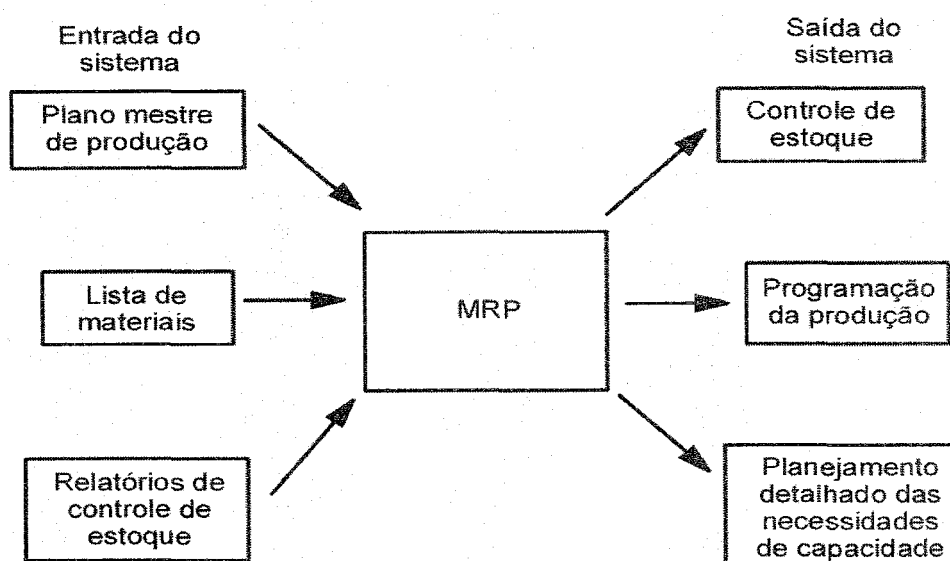 Entrada do
sistema
Plano mestre
de produção
Lista de
materiais
Relatórios de
controle de
estoque
MRP
Saída do
sistema
Controle de
estoque
Programação
da produção
Planejamento
detalhado das
necessidades
de capacidade